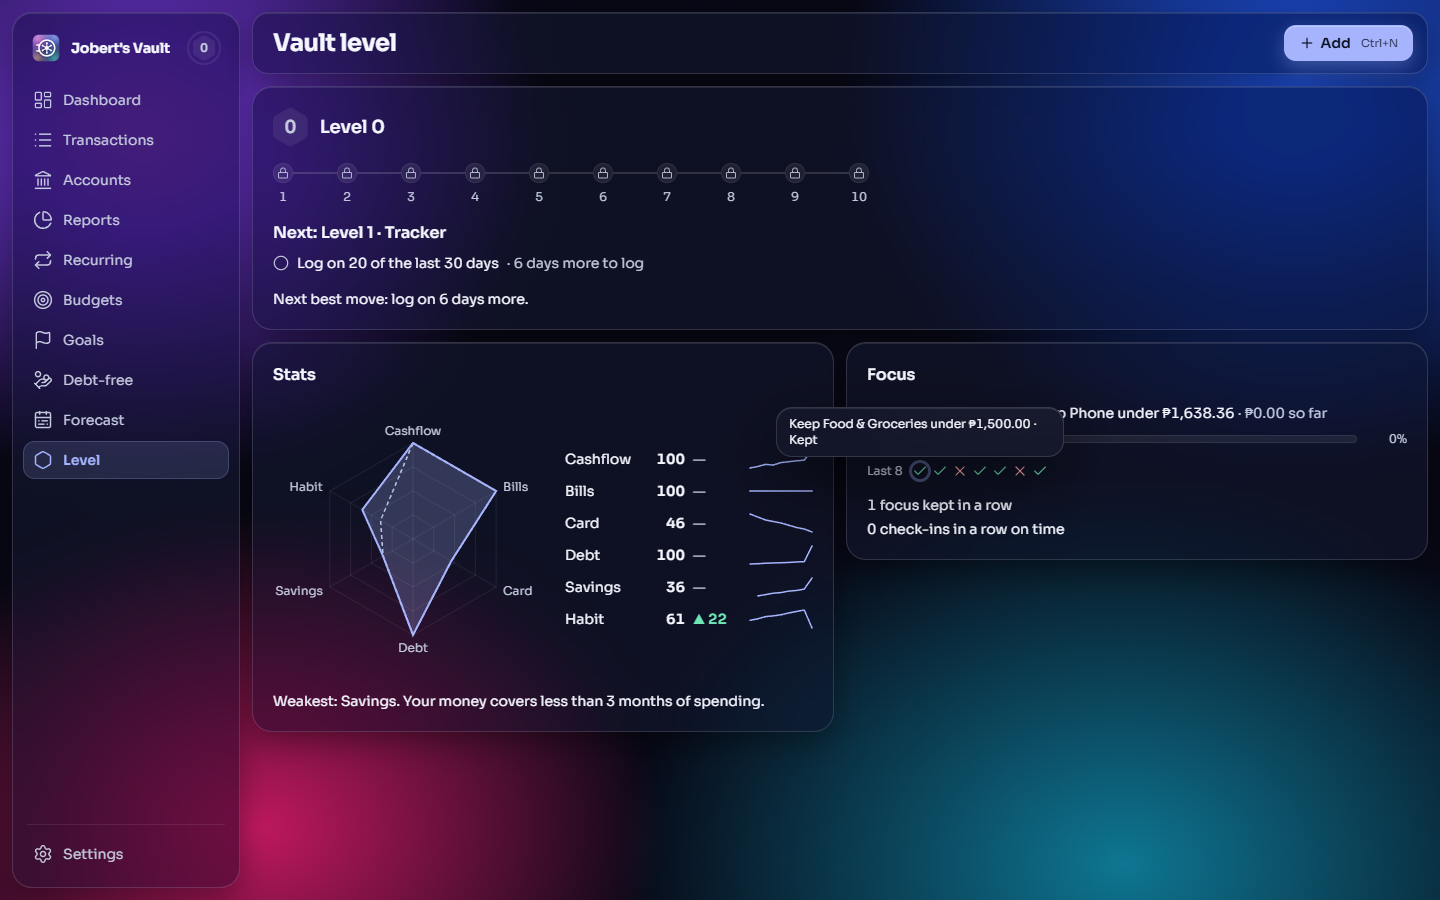 Jobert's Vault 0
Dashboard
Transactions
Accounts
Reports
Recurring
Budgets
Goals
Debt-free
Forecast
Level
Settings
Vault level
+ Add Ctrl+N
0 Level 0
1 2 3 4 5 6 7 8 9 10
Next: Level 1 · Tracker
Log on 20 of the last 30 days · 6 days more to log
Next best move: log on 6 days more.
Stats
Cashflow
Habit
Bills
Savings
Card
Debt
Cashflow 100 —
Bills 100 —
Card 46 —
Debt 100 —
Savings 36 —
Habit 61 ▲ 22
Weakest: Savings. Your money covers less than 3 months of spending.
Focus
Phone under ₱1,638.36 · ₱0.00 so far
0%
Keep Food & Groceries under ₱1,500.00 ·
Kept
Last 8
1 focus kept in a row
0 check-ins in a row on time